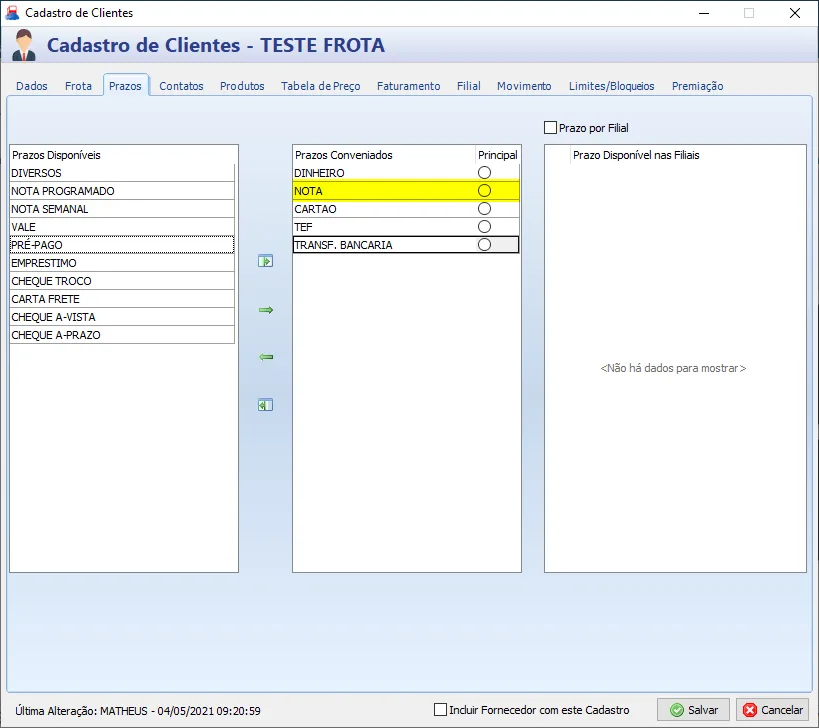 Cadastro de Clientes
Cadastro de Clientes - TESTE FROTA
Dados Frota Prazos Contatos Produtos Tabela de Preço Faturamento Filial Movimento Limites/Bloqueios Premiação
Prazo por Filial
Prazos Disponíveis
DIVERSOS
NOTA PROGRAMADO
NOTA SEMANAL
VALE
PRÉ-PAGO
EMPRESTIMO
CHEQUE TROCO
CARTA FRETE
CHEQUE A-VISTA
CHEQUE A-PRAZO
Prazos Conveniados Principal
DINHEIRO
NOTA
CARTAO
TEF
TRANSF. BANCARIA
Prazo Disponível nas Filiais
<Não há dados para mostrar>
Última Alteração: MATHEUS - 04/05/2021 09:20:59
Incluir Fornecedor com este Cadastro
Salvar
Cancelar